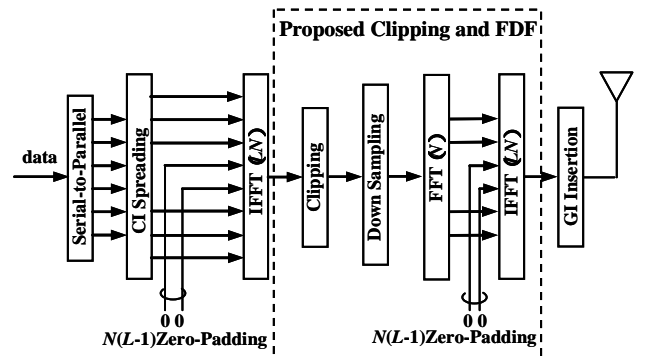 Proposed Clipping and FDF
data
Serial-to-Parallel
CI Spreading
IFFT (LN)
Clipping
Down Sampling
FFT (N)
IFFT (LN)
GI Insertion
0 0
N(L-1)Zero-Padding
0 0
N(L-1)Zero-Padding